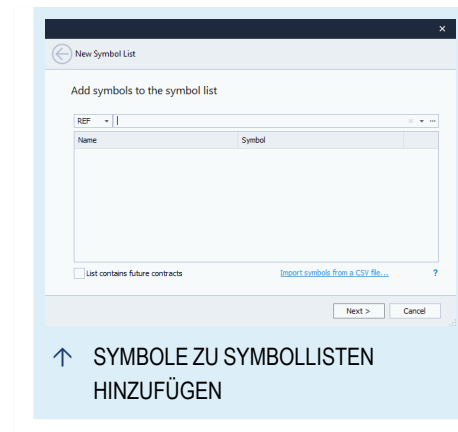 New Symbol List
Add symbols to the symbol list
REF
Name Symbol
List contains future contracts Import symbols from a CSV file... ?
Next > Cancel
↑ SYMBOLE ZU SYMBOLLISTEN
HINZUFÜGEN